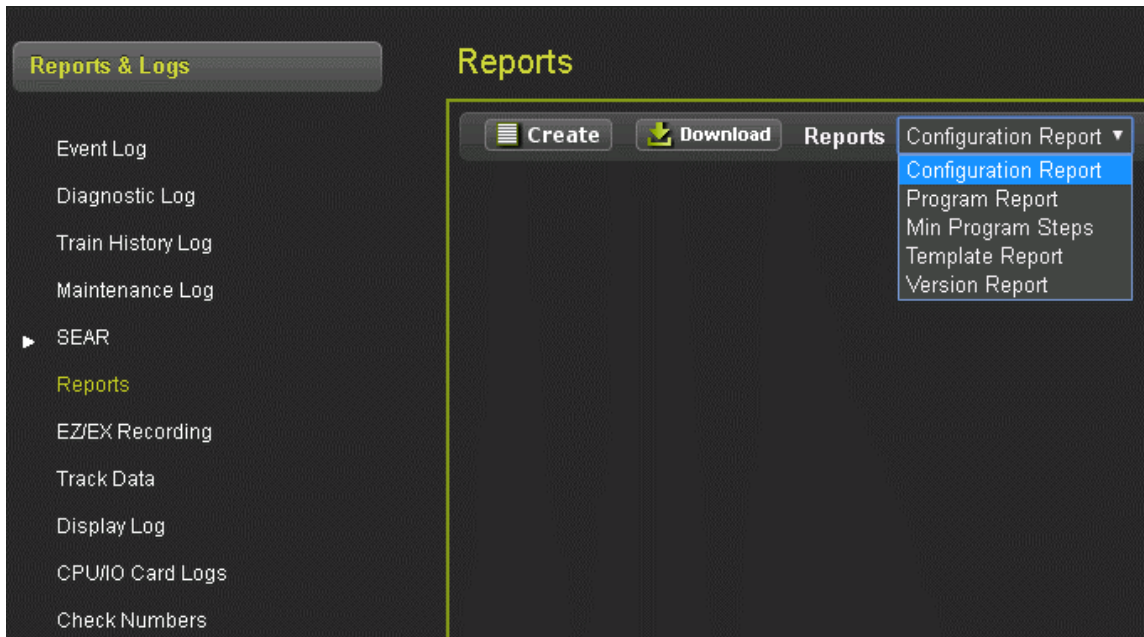 Reports & Logs
Event Log
Diagnostic Log
Train History Log
Maintenance Log
SEAR
Reports
EZ/EX Recording
Track Data
Display Log
CPU/IO Card Logs
Check Numbers
Reports
Create Download Reports Configuration Report
Configuration Report
Program Report
Min Program Steps
Template Report
Version Report